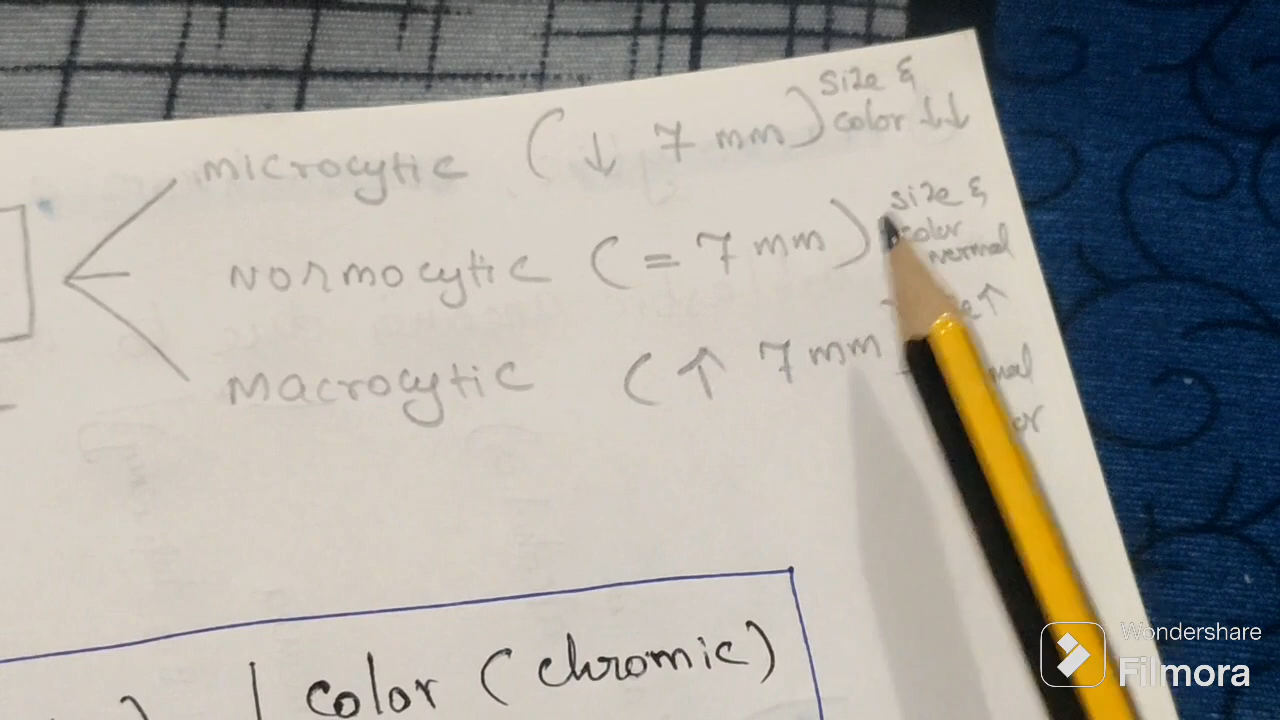 microcytic (↓ 7 mm) size &
color ↓↓
Normocytic (= 7 mm) size &
color
normal
Macrocytic (↑ 7 mm ↑
color (chromic)
Wondershare
Filmora